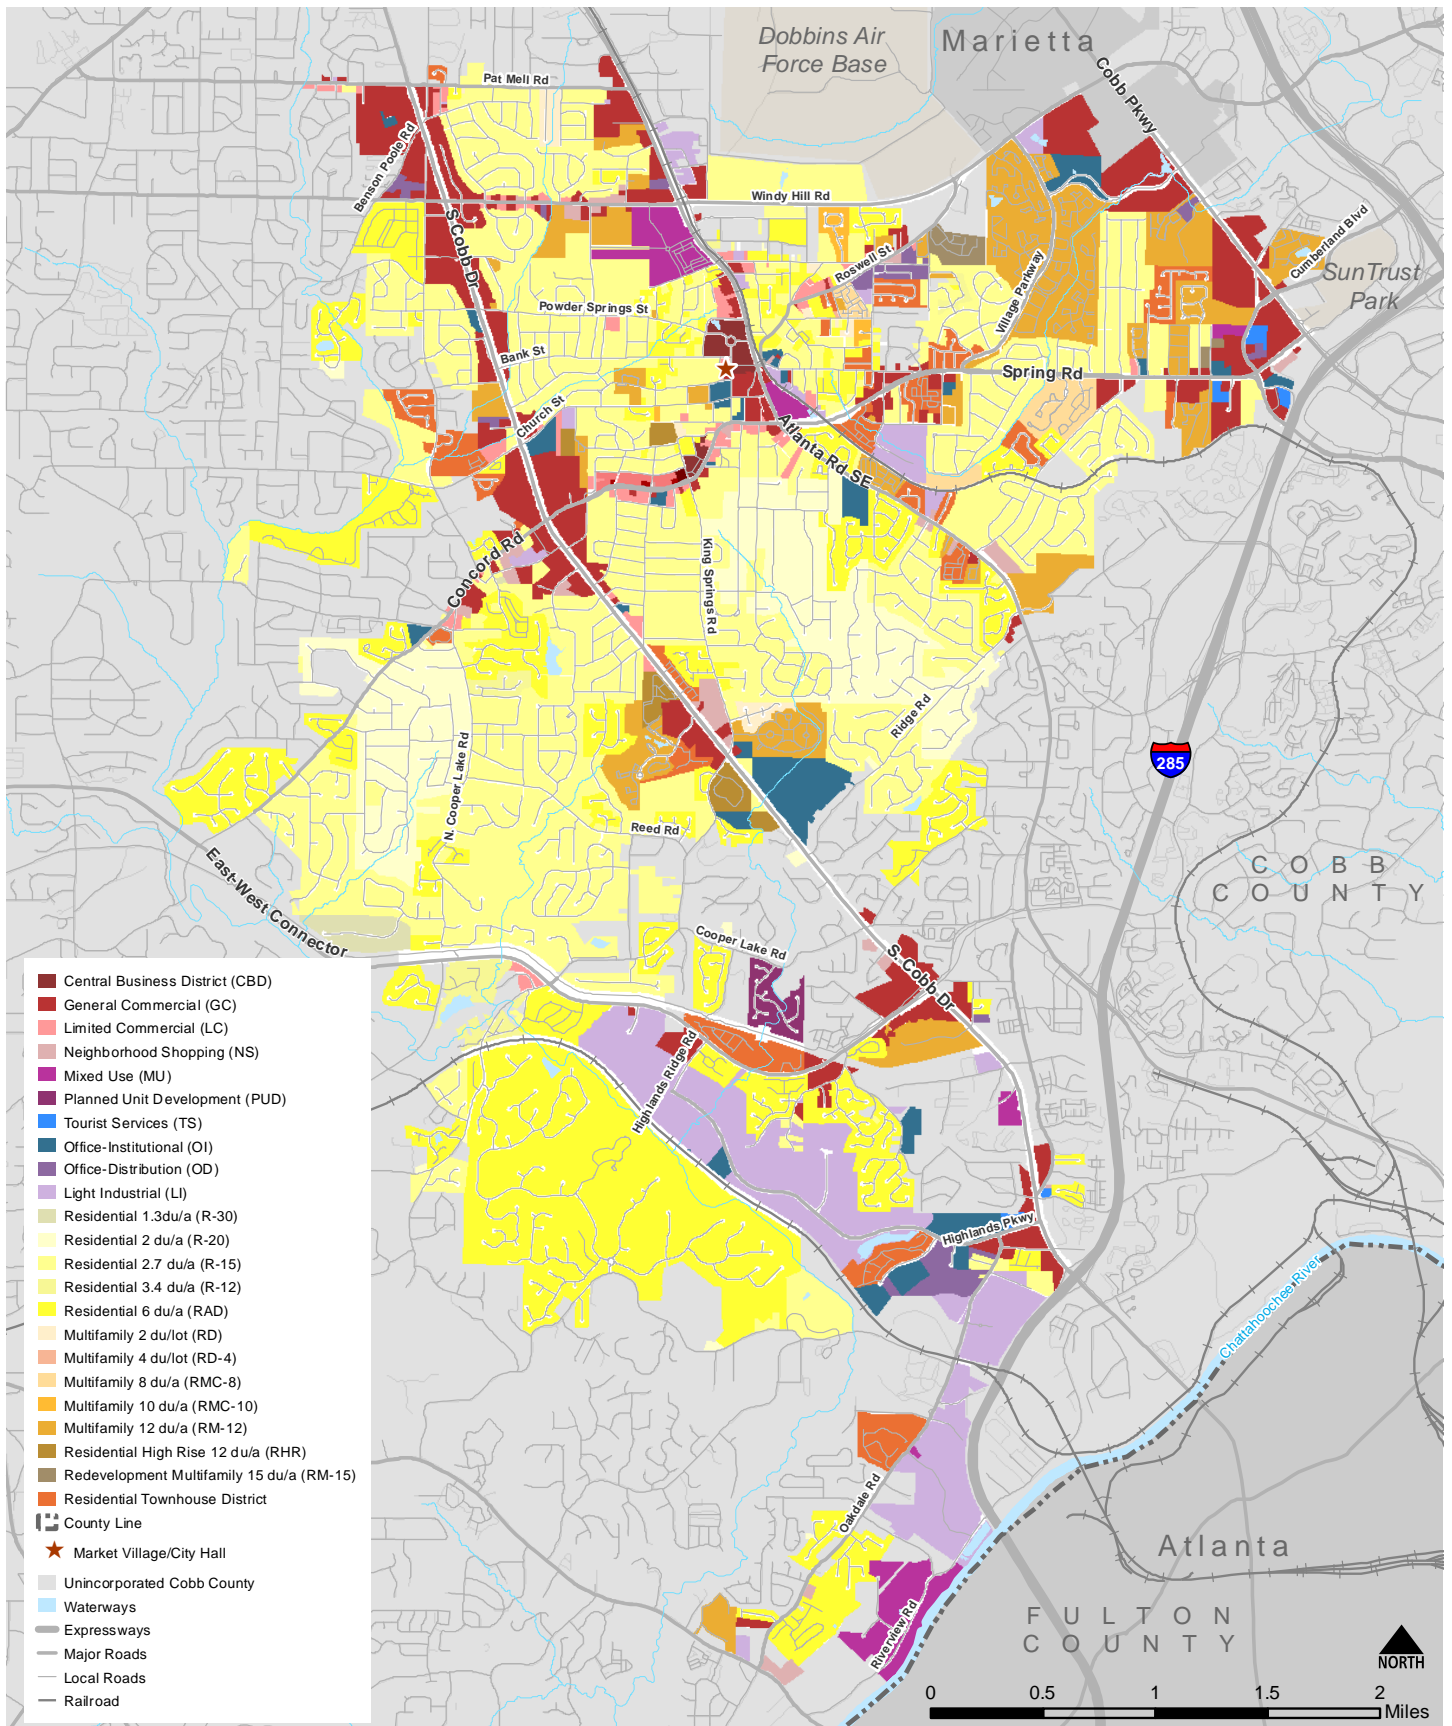 Dobbins Air
Force Base
Marietta
Cobb Pkwy
Pat Mell Rd
Benson Poole Rd
Windy Hill Rd
S Cobb Dr
Roswell St.
Cumberland Blvd
SunTrust
Park
Village Parkway
Powder Springs St
Bank St
Spring Rd
Church St
Atlanta Rd SE
Concord Rd
King Springs Rd
Ridge Rd
N. Cooper Lake Rd
285
Reed Rd
East-West Connector
COBB
COUNTY
Cooper Lake Rd
S. Cobb Dr
Highlands Ridge Rd
Highlands Pkwy
Chattahoochee River
Oakdale Rd
Riverview Rd
Atlanta
FULTON
COUNTY
Central Business District (CBD)
General Commercial (GC)
Limited Commercial (LC)
Neighborhood Shopping (NS)
Mixed Use (MU)
Planned Unit Development (PUD)
Tourist Services (TS)
Office-Institutional (OI)
Office-Distribution (OD)
Light Industrial (LI)
Residential 1.3du/a (R-30)
Residential 2 du/a (R-20)
Residential 2.7 du/a (R-15)
Residential 3.4 du/a (R-12)
Residential 6 du/a (RAD)
Multifamily 2 du/lot (RD)
Multifamily 4 du/lot (RD-4)
Multifamily 8 du/a (RMC-8)
Multifamily 10 du/a (RMC-10)
Multifamily 12 du/a (RM-12)
Residential High Rise 12 du/a (RHR)
Redevelopment Multifamily 15 du/a (RM-15)
Residential Townhouse District
County Line
Market Village/City Hall
Unincorporated Cobb County
Waterways
Expressways
Major Roads
Local Roads
Railroad
NORTH
0 0.5 1 1.5 2
Miles